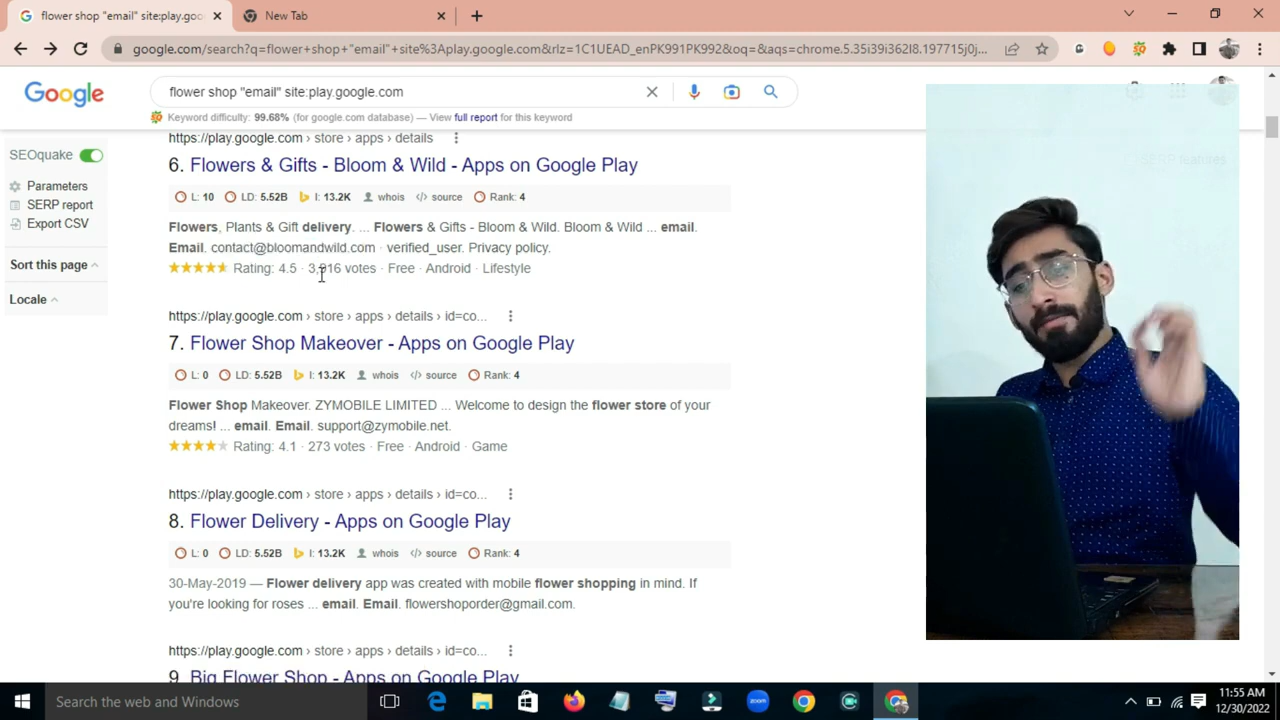 flower shop "email" site:play.goo
New Tab
google.com/search?q=flower+shop+"email"+site%3Aplay.google.com&rlz=1C1UEAD_enPK991PK992&oq=&aqs=chrome.5.35i39i362l8.197715j0j...
Google
flower shop "email" site:play.google.com
Keyword difficulty: 99.68% (for google.com database) — View full report for this keyword
SEOquake
Parameters
SERP report
Export CSV
Sort this page
Locale
SERP features
https://play.google.com › store › apps › details
6. Flowers & Gifts - Bloom & Wild - Apps on Google Play
L: 10 LD: 5.52B I: 13.2K whois source Rank: 4
Flowers, Plants & Gift delivery. ... Flowers & Gifts - Bloom & Wild. Bloom & Wild ... email.
Email. contact@bloomandwild.com · verified_user. Privacy policy.
Rating: 4.5 · votes · Free · Android · Lifestyle
https://play.google.com › store › apps › details › id=co...
7. Flower Shop Makeover - Apps on Google Play
L: 0 LD: 5.52B I: 13.2K whois source Rank: 4
Flower Shop Makeover. ZYMOBILE LIMITED ... Welcome to design the flower store of your
dreams! ... email. Email. support@zymobile.net.
Rating: 4.1 · 273 votes · Free · Android · Game
https://play.google.com › store › apps › details › id=co...
8. Flower Delivery - Apps on Google Play
L: 0 LD: 5.52B I: 13.2K whois source Rank: 4
30-May-2019 — Flower delivery app was created with mobile flower shopping in mind. If
you're looking for roses ... email. Email. flowershoporder@gmail.com.
https://play.google.com › store › apps › details › id=co...
9. Big Flower Shop - Apps on Google Play
Search the web and Windows
zoom
11:55 AM
12/30/2022